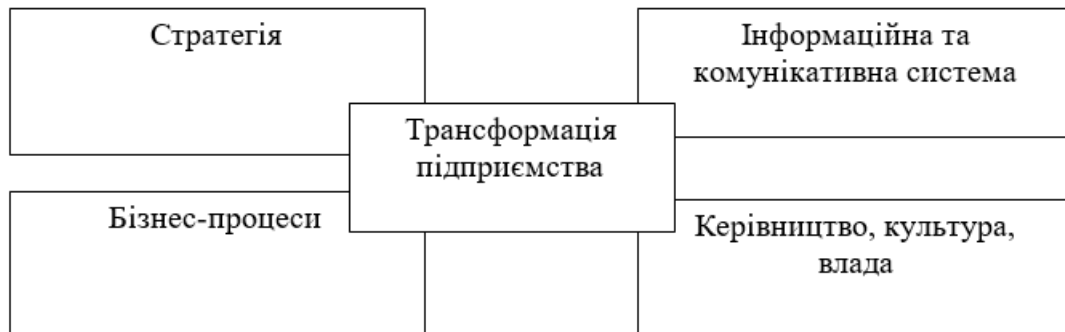 Стратегія
Інформаційна та
комунікативна система
Трансформація
підприємства
Бізнес-процеси
Керівництво, культура,
влада